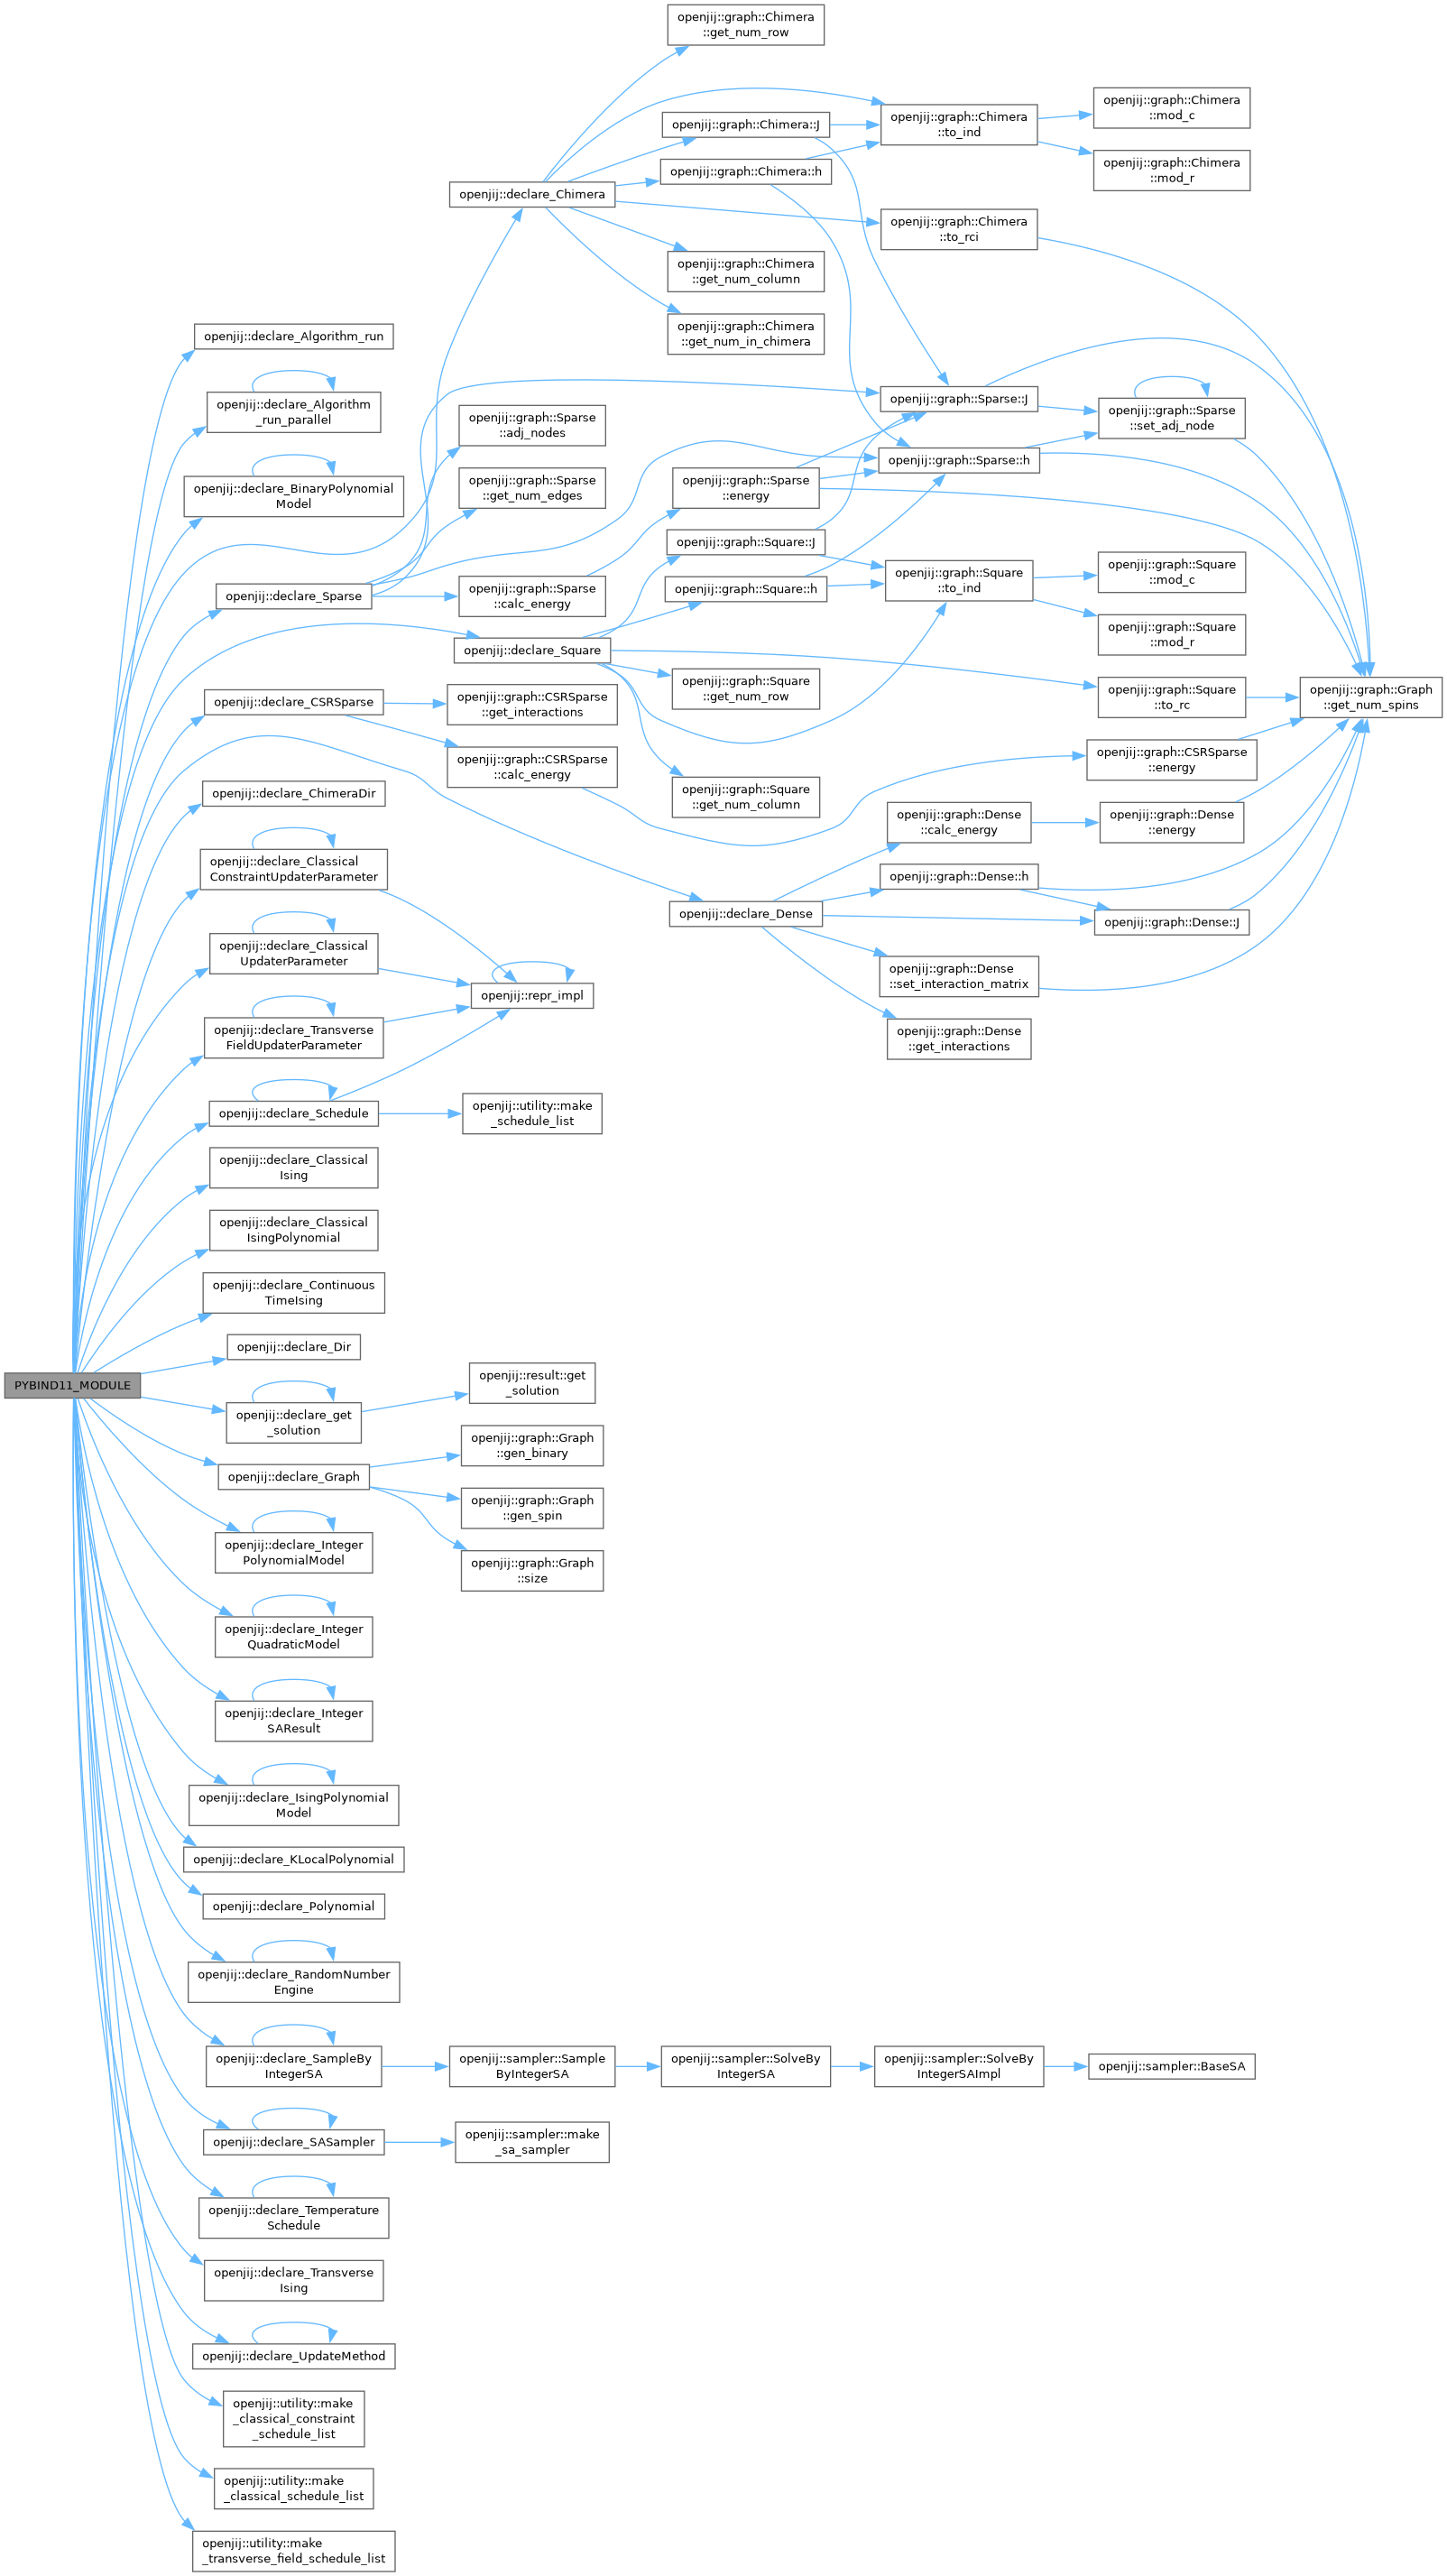 PYBIND11_MODULE
openjij::declare_Algorithm_run
openjij::declare_Algorithm
_run_parallel
openjij::declare_BinaryPolynomial
Model
openjij::declare_Sparse
openjij::declare_CSRSparse
openjij::declare_ChimeraDir
openjij::declare_Classical
ConstraintUpdaterParameter
openjij::declare_Classical
UpdaterParameter
openjij::declare_Transverse
FieldUpdaterParameter
openjij::declare_Schedule
openjij::declare_Classical
Ising
openjij::declare_Classical
IsingPolynomial
openjij::declare_Continuous
TimeIsing
openjij::declare_Dir
openjij::declare_get
_solution
openjij::declare_Graph
openjij::declare_Integer
PolynomialModel
openjij::declare_Integer
QuadraticModel
openjij::declare_Integer
SAResult
openjij::declare_IsingPolynomial
Model
openjij::declare_KLocalPolynomial
openjij::declare_Polynomial
openjij::declare_RandomNumber
Engine
openjij::declare_SampleBy
IntegerSA
openjij::declare_SASampler
openjij::declare_Temperature
Schedule
openjij::declare_Transverse
Ising
openjij::declare_UpdateMethod
openjij::utility::make
_classical_constraint
_schedule_list
openjij::utility::make
_classical_schedule_list
openjij::utility::make
_transverse_field_schedule_list
openjij::declare_Chimera
openjij::graph::Sparse
::adj_nodes
openjij::graph::Sparse
::get_num_edges
openjij::graph::Sparse
::calc_energy
openjij::declare_Square
openjij::graph::CSRSparse
::get_interactions
openjij::graph::CSRSparse
::calc_energy
openjij::repr_impl
openjij::utility::make
_schedule_list
openjij::result::get
_solution
openjij::graph::Graph
::gen_binary
openjij::graph::Graph
::gen_spin
openjij::graph::Graph
::size
openjij::sampler::Sample
ByIntegerSA
openjij::sampler::make
_sa_sampler
openjij::graph::Chimera
::get_num_row
openjij::graph::Chimera::J
openjij::graph::Chimera::h
openjij::graph::Chimera
::get_num_column
openjij::graph::Chimera
::get_num_in_chimera
openjij::graph::Sparse
::energy
openjij::graph::Square::J
openjij::graph::Square::h
openjij::graph::Square
::get_num_row
openjij::graph::Square
::get_num_column
openjij::declare_Dense
openjij::sampler::SolveBy
IntegerSA
openjij::graph::Chimera
::to_ind
openjij::graph::Chimera
::to_rci
openjij::graph::Sparse::J
openjij::graph::Sparse::h
openjij::graph::Square
::to_ind
openjij::graph::Dense
::calc_energy
openjij::graph::Dense::h
openjij::graph::Dense
::set_interaction_matrix
openjij::graph::Dense
::get_interactions
openjij::sampler::SolveBy
IntegerSAImpl
openjij::graph::Chimera
::mod_c
openjij::graph::Chimera
::mod_r
openjij::graph::Sparse
::set_adj_node
openjij::graph::Square
::mod_c
openjij::graph::Square
::mod_r
openjij::graph::Square
::to_rc
openjij::graph::CSRSparse
::energy
openjij::graph::Dense
::energy
openjij::graph::Dense::J
openjij::sampler::BaseSA
openjij::graph::Graph
::get_num_spins